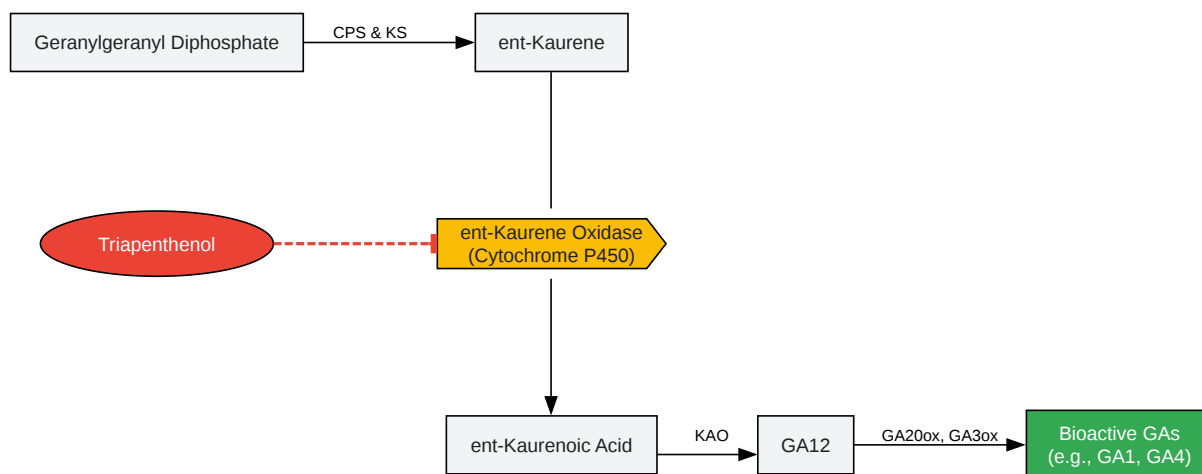 Geranylgeranyl Diphosphate
CPS & KS
ent-Kaurene
Triapenthenol
ent-Kaurene Oxidase
(Cytochrome P450)
ent-Kaurenoic Acid
KAO
GA12
GA20ox, GA3ox
Bioactive GAs
(e.g., GA1, GA4)